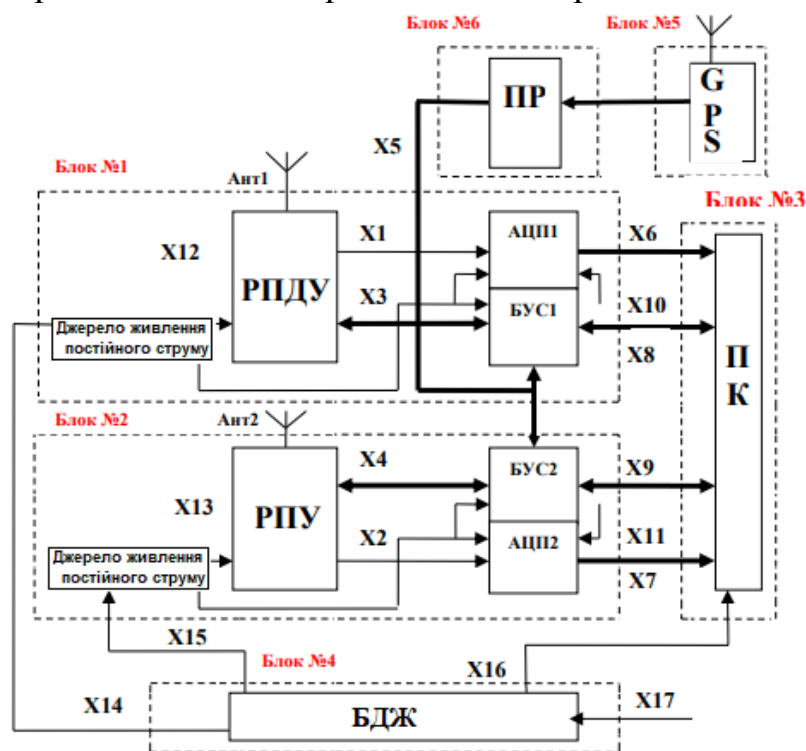 Блок №6
Блок №5
ПР
G
P
S
X5
Блок №1
Ант1
Блок №3
X12
РПДУ
X1
АЦП1
X6
X3
БУС1
X10
X8
Джерело живлення
постійного струму
П
К
Блок №2
Ант2
X4
БУС2
X9
X13
РПУ
X2
АЦП2
X11
X7
Джерело живлення
постійного струму
X15
Блок №4
X16
X14
БДЖ
X17